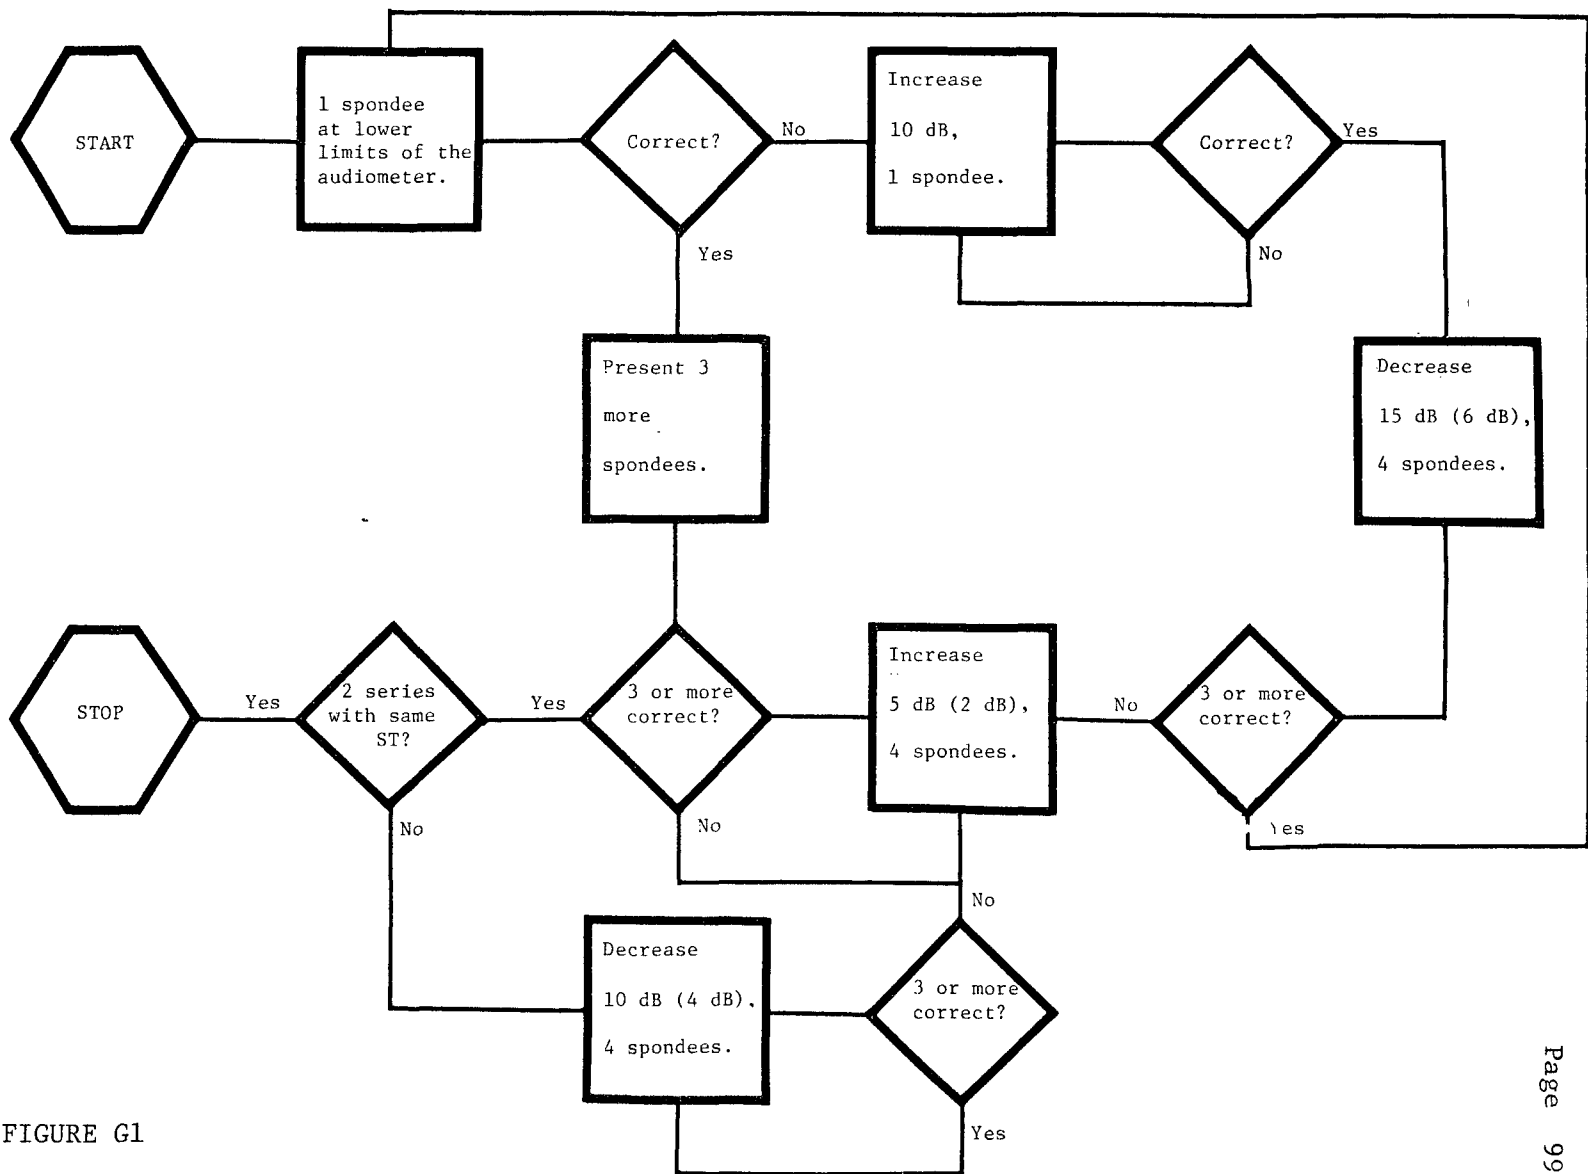 START
1 spondee
at lower
limits of the
audiometer.
Correct?
No
Increase
10 dB,
1 spondee.
Correct?
Yes
No
Yes
Present 3
more
spondees.
Decrease
15 dB (6 dB),
4 spondees.
STOP
Yes
2 series
with same
ST?
Yes
3 or more
correct?
Increase
5 dB (2 dB),
4 spondees.
No
3 or more
correct?
No
No
Yes
No
Decrease
10 dB (4 dB),
4 spondees.
3 or more
correct?
Yes
FIGURE G1
Page 99